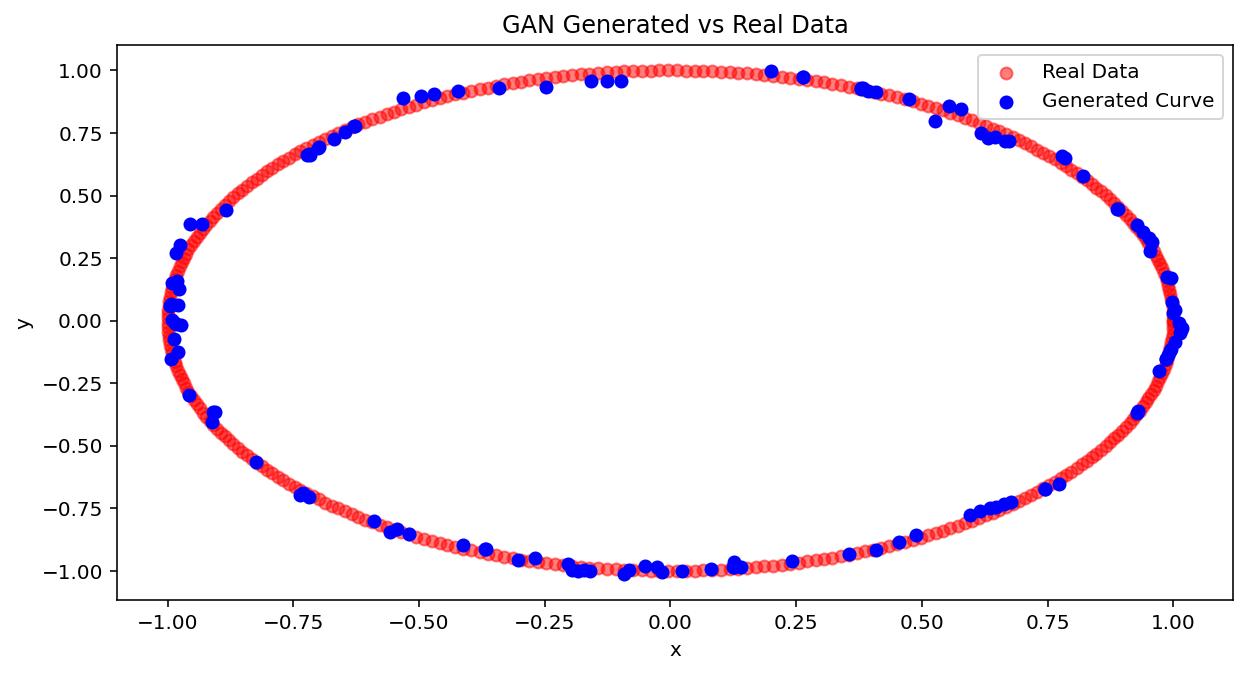 GAN Generated vs Real Data
Real Data
Generated Curve
1.00
0.75
0.50
0.25
0.00
−0.25
−0.50
−0.75
−1.00
y
−1.00 −0.75 −0.50 −0.25 0.00 0.25 0.50 0.75 1.00
x